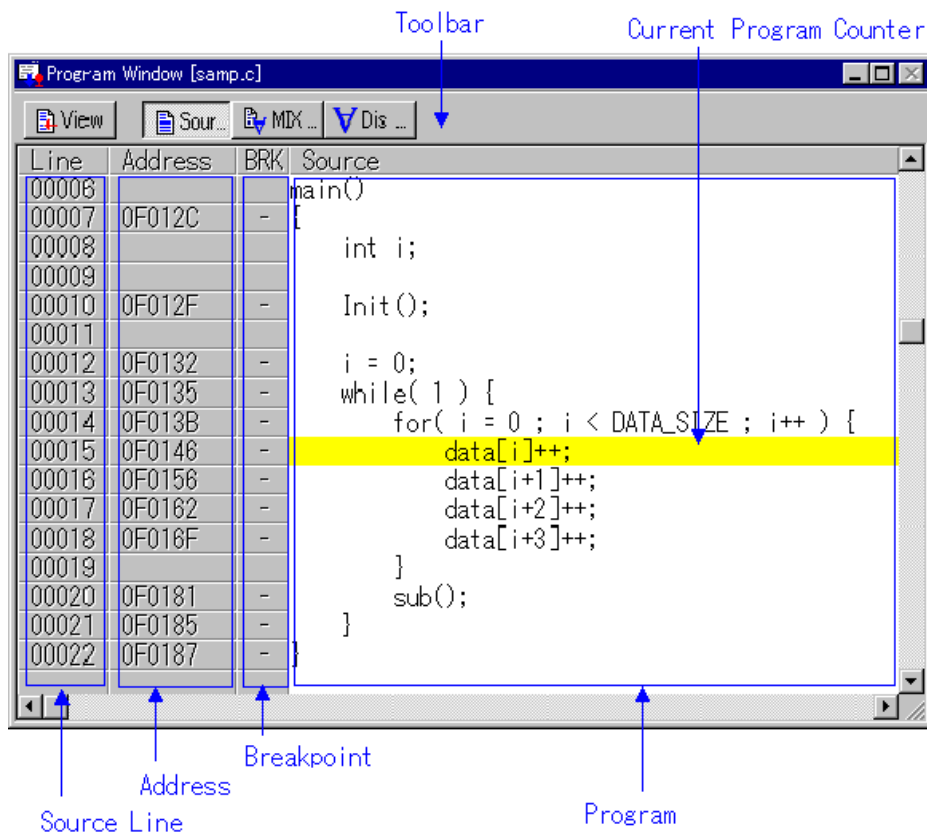 Toolbar
Current Program Counter
Program Window [samp.c]
View Sour... MIX ... Dis ...
Line Address BRK Source
00006 main()
00007 0F012C - {
00008 int i;
00009
00010 0F012F - Init();
00011
00012 0F0132 - i = 0;
00013 0F0135 - while( 1 ) {
00014 0F013B - for( i = 0 ; i < DATA_SIZE ; i++ ) {
00015 0F0146 - data[i]++;
00016 0F0156 - data[i+1]++;
00017 0F0162 - data[i+2]++;
00018 0F016F - data[i+3]++;
00019 }
00020 0F0181 - sub();
00021 0F0185 - }
00022 0F0187 - }
Breakpoint
Address
Program
Source Line